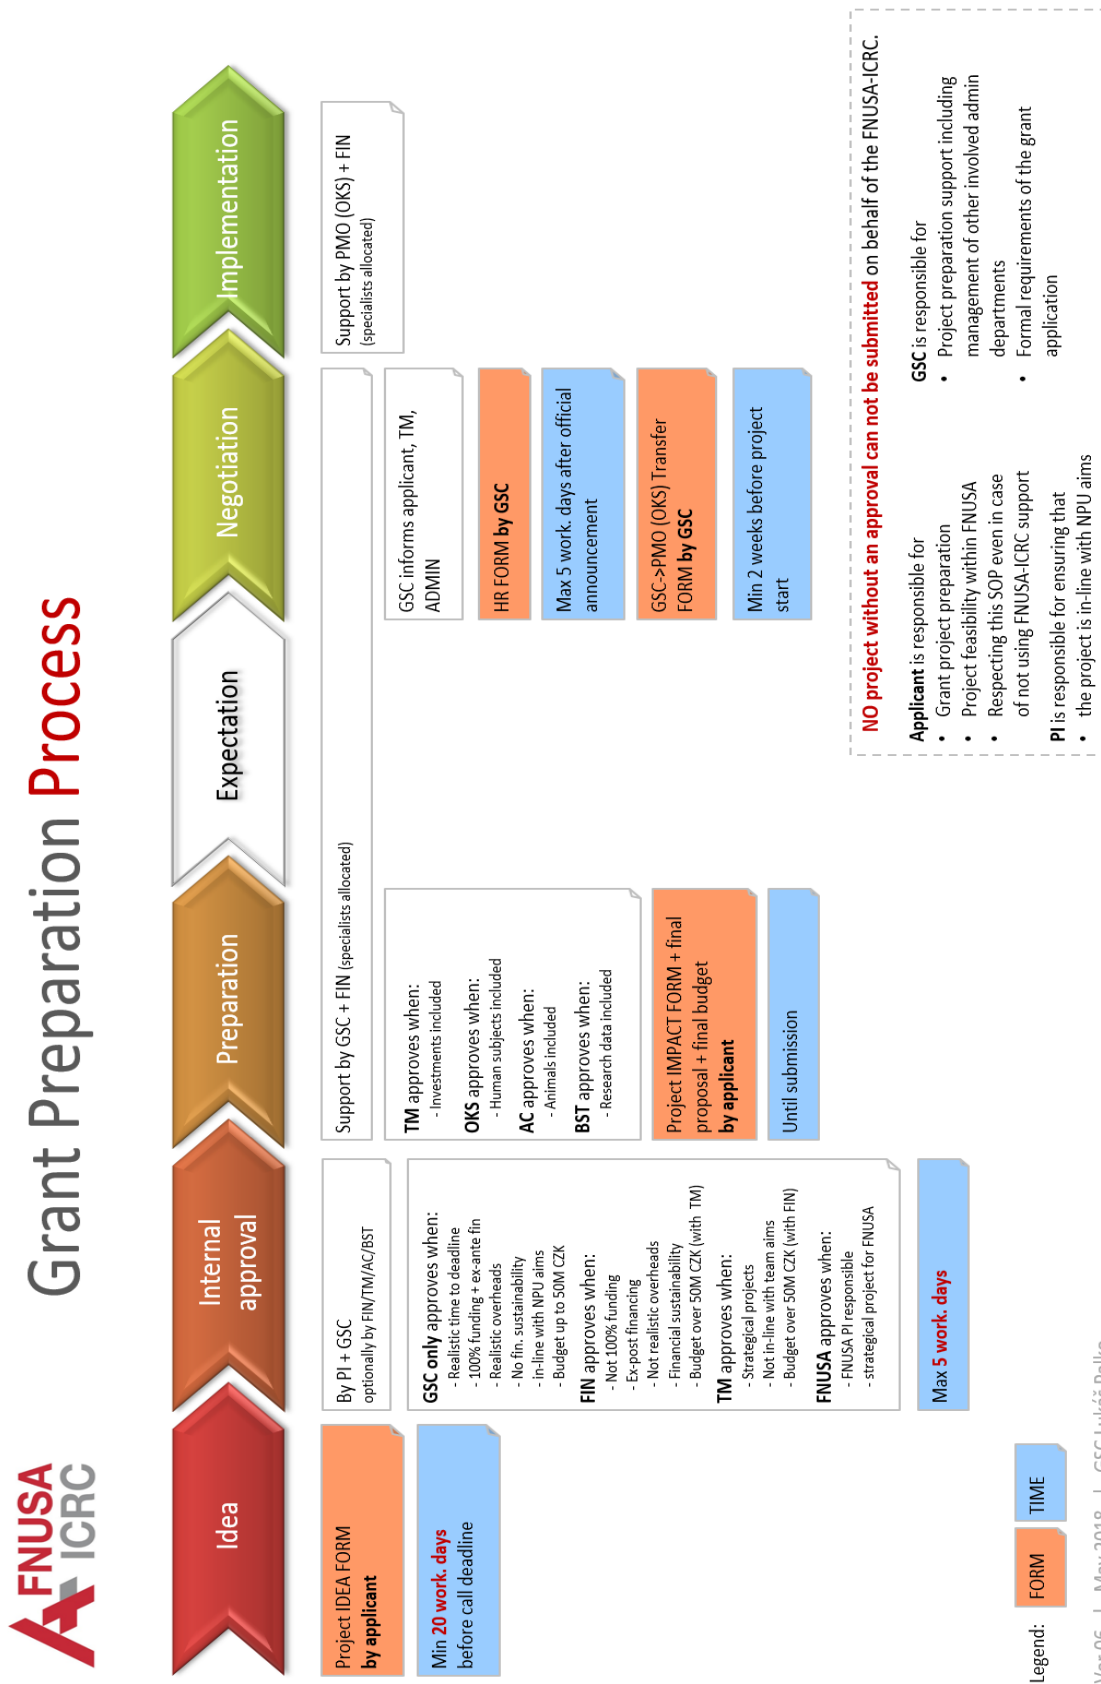 FNUSA
ICRC
Grant Preparation Process
Idea
Internal
approval
Preparation
Expectation
Negotiation
Implementation
Project IDEA FORM
by applicant
Min 20 work. days
before call deadline
By PI + GSC
optionally by FIN/TM/AC/BST
GSC only approves when:
- Realistic time to deadline
- 100% funding + ex-ante fin
- Realistic overheads
- No fin. sustainability
- in-line with NPU aims
- Budget up to 50M CZK
FIN approves when:
- Not 100% funding
- Ex-post financing
- Not realistic overheads
- Financial sustainability
- Budget over 50M CZK (with TM)
TM approves when:
- Strategical projects
- Not in-line with team aims
- Budget over 50M CZK (with FIN)
FNUSA approves when:
- FNUSA PI responsible
- strategical project for FNUSA
Max 5 work. days
Support by GSC + FIN (specialists allocated)
TM approves when:
- Investments included
OKS approves when:
- Human subjects included
AC approves when:
- Animals included
BST approves when:
- Research data included
Project IMPACT FORM + final
proposal + final budget
by applicant
Until submission
GSC informs applicant, TM,
ADMIN
HR FORM by GSC
Max 5 work. days after official
announcement
GSC->PMO (OKS) Transfer
FORM by GSC
Min 2 weeks before project
start
Support by PMO (OKS) + FIN
(specialists allocated)
NO project without an approval can not be submitted on behalf of the FNUSA-ICRC.
Applicant is responsible for
• Grant project preparation
• Project feasibility within FNUSA
• Respecting this SOP even in case
of not using FNUSA-ICRC support
PI is responsible for ensuring that
• the project is in-line with NPU aims
GSC is responsible for
• Project preparation support including
management of other involved admin
departments
• Formal requirements of the grant
application
Legend:
FORM
TIME
Ver 06 | May 2018 | GSC Lukáš Palko